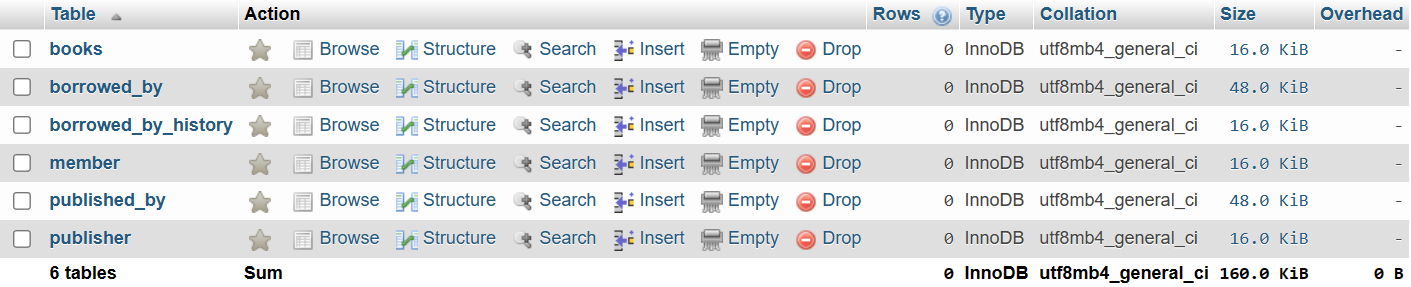 Table Action Rows Type Collation Size Overhead
books Browse Structure Search Insert Empty Drop 0 InnoDB utf8mb4_general_ci 16.0 KiB -
borrowed_by Browse Structure Search Insert Empty Drop 0 InnoDB utf8mb4_general_ci 48.0 KiB -
borrowed_by_history Browse Structure Search Insert Empty Drop 0 InnoDB utf8mb4_general_ci 16.0 KiB -
member Browse Structure Search Insert Empty Drop 0 InnoDB utf8mb4_general_ci 16.0 KiB -
published_by Browse Structure Search Insert Empty Drop 0 InnoDB utf8mb4_general_ci 48.0 KiB -
publisher Browse Structure Search Insert Empty Drop 0 InnoDB utf8mb4_general_ci 16.0 KiB -
6 tables Sum 0 InnoDB utf8mb4_general_ci 160.0 KiB 0 B